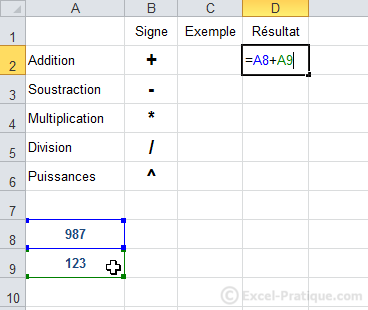 A B C D
1 Signe Exemple Résultat
2 Addition + =A8+A9
3 Soustraction -
4 Multiplication *
5 Division /
6 Puissances ^
7
8 987
9 123
10
© Excel-Pratique.com